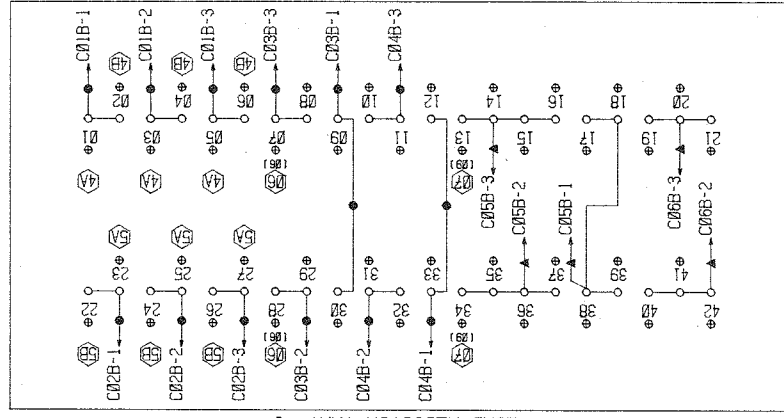 C01B-1
C01B-2
C01B-3
C03B-3
C03B-1
C04B-3
4B 4B 4B
02 04 06 08 10 12 14 16 18 20
01 03 05 07 09 11 13 15 17 19 21
4A 4A 4A 06 [06] 07 [09]
C05B-3
C05B-2
C05B-1
C06B-3
C06B-2
5A 5A 5A
23 25 27 29 31 33 35 37 39 41
22 24 26 28 30 32 34 36 38 40 42
5B 5B 5B 06 [06] 07 [09]
C02B-1
C02B-2
C02B-3
C03B-2
C04B-2
C04B-1